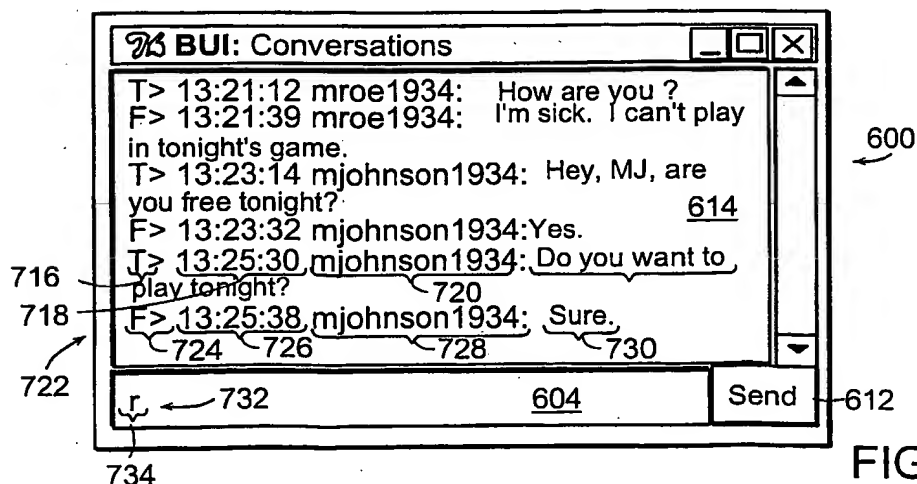 BUI: Conversations
T> 13:21:12 mroe1934: How are you ?
F> 13:21:39 mroe1934: I'm sick. I can't play
in tonight's game.
T> 13:23:14 mjohnson1934: Hey, MJ, are
you free tonight?
F> 13:23:32 mjohnson1934:Yes.
T> 13:25:30 mjohnson1934: Do you want to
play tonight?
F> 13:25:38 mjohnson1934: Sure.
r
Send
600
614
716
718
720
722
724
726
728
730
732
604
612
734
FIG